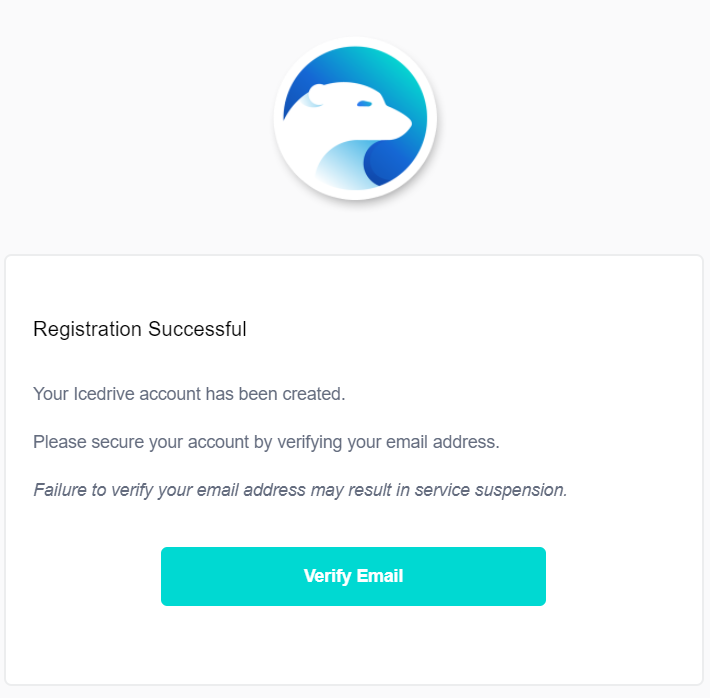 Registration Successful
Your Icedrive account has been created.
Please secure your account by verifying your email address.
Failure to verify your email address may result in service suspension.
Verify Email